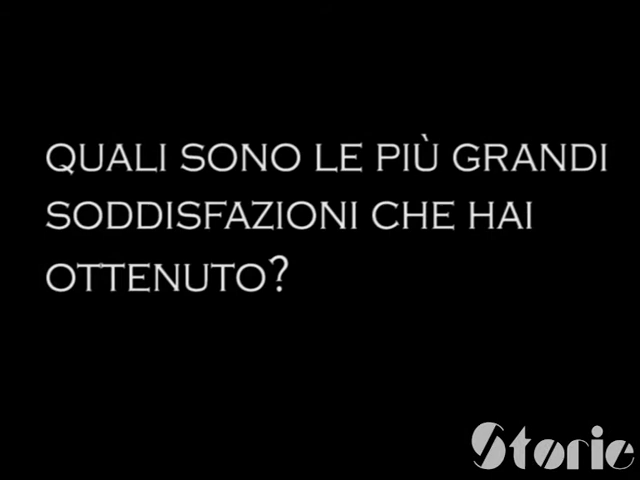 QUALI SONO LE PIÙ GRANDI
SODDISFAZIONI CHE HAI
OTTENUTO?
Storie